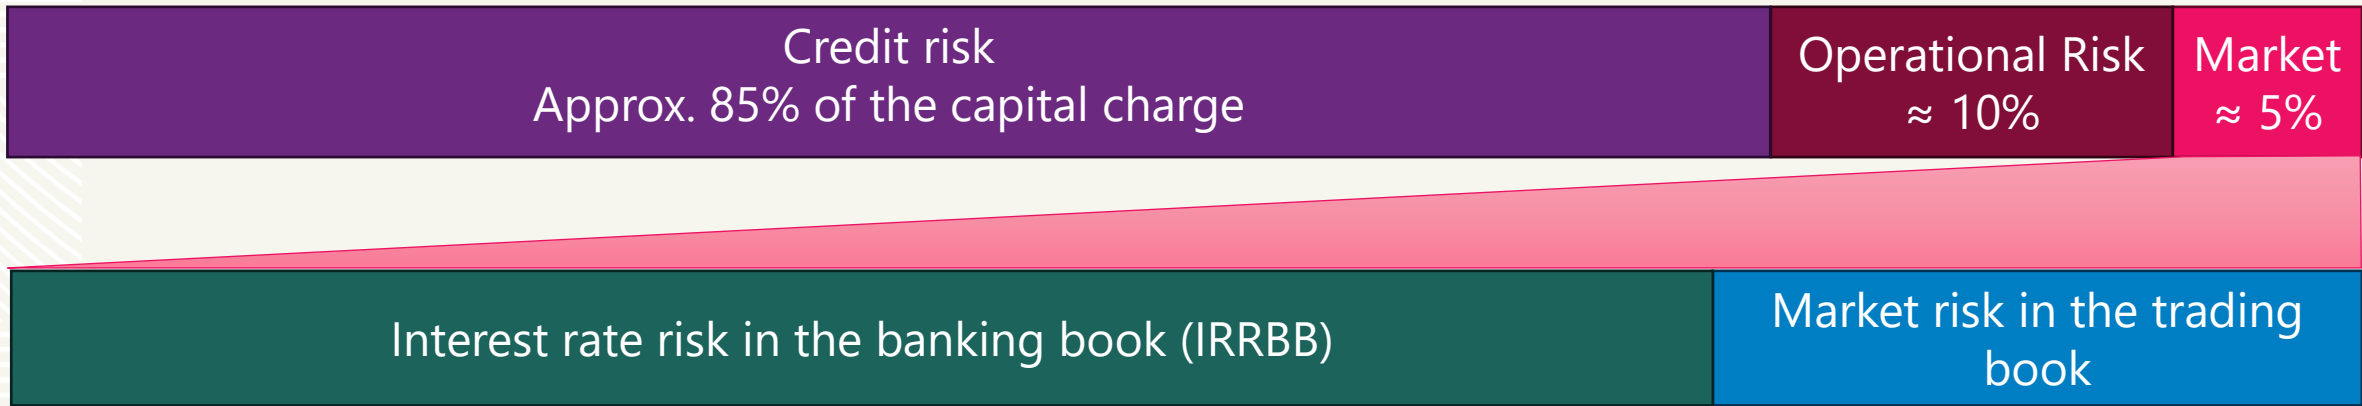 Credit risk
Approx. 85% of the capital charge
Operational Risk
≈ 10%
Market
≈ 5%
Interest rate risk in the banking book (IRRBB)
Market risk in the trading
book